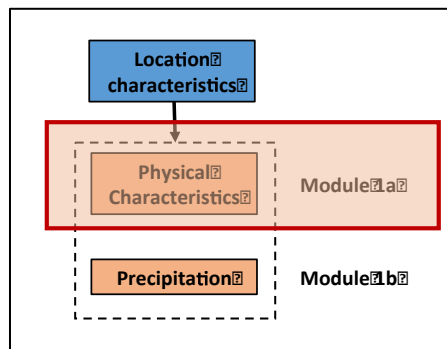 Location
characteristics
Physical
Characteristics
Module 1a
Precipitation
Module 1b